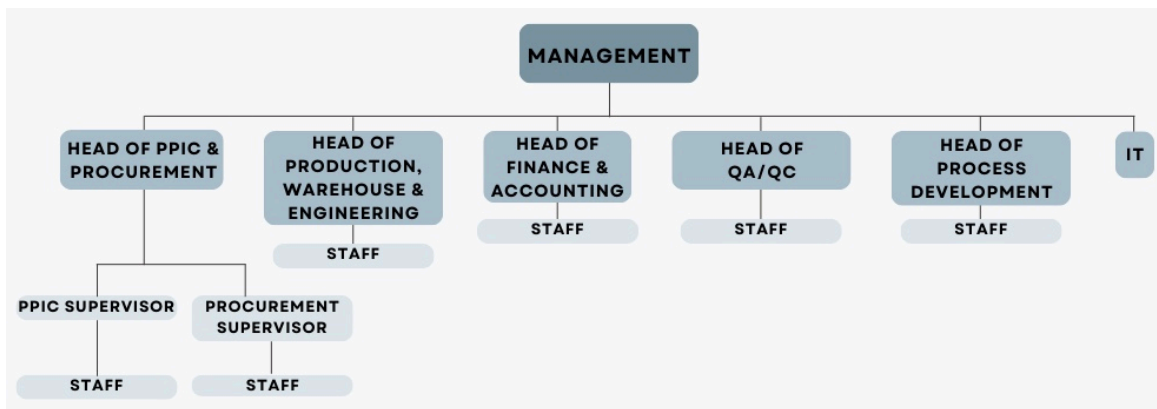 MANAGEMENT
HEAD OF PPIC &
PROCUREMENT
HEAD OF
PRODUCTION,
WAREHOUSE &
ENGINEERING
STAFF
HEAD OF
FINANCE &
ACCOUNTING
STAFF
HEAD OF
QA/QC
STAFF
HEAD OF
PROCESS
DEVELOPMENT
STAFF
IT
PPIC SUPERVISOR
STAFF
PROCUREMENT
SUPERVISOR
STAFF